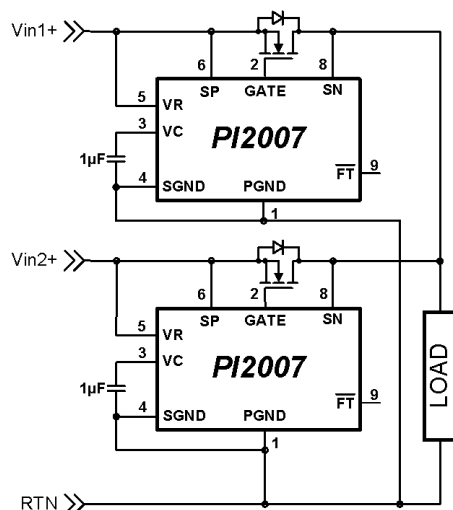 Vin1+
6 2 8
5 SP GATE SN
VR
3
VC
PI2007
1µF
4
FT 9
SGND PGND
1
Vin2+
6 2 8
5 SP GATE SN
VR
3
VC
PI2007
1µF
9
4
FT
SGND PGND
1
LOAD
RTN